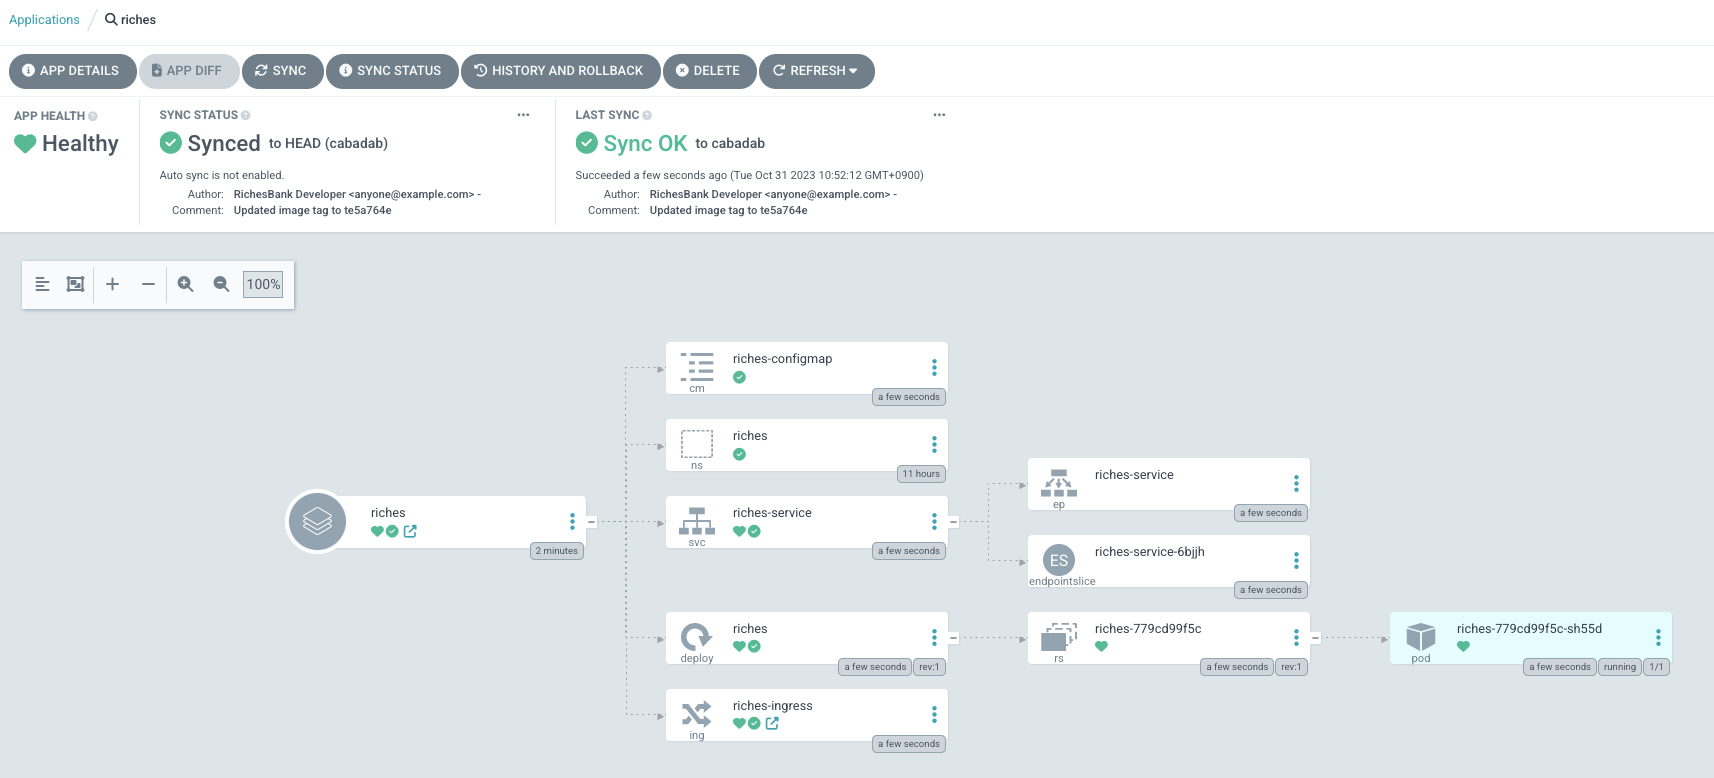 Applications / riches
APP DETAILS APP DIFF SYNC SYNC STATUS HISTORY AND ROLLBACK DELETE REFRESH
APP HEALTH
Healthy
SYNC STATUS
Synced to HEAD (cabadab)
Auto sync is not enabled.
Author: RichesBank Developer <anyone@example.com> -
Comment: Updated image tag to te5a764e
LAST SYNC
Sync OK to cabadab
Succeeded a few seconds ago (Tue Oct 31 2023 10:52:12 GMT+0900)
Author: RichesBank Developer <anyone@example.com> -
Comment: Updated image tag to te5a764e
100%
riches
2 minutes
riches-configmap
cm
a few seconds
riches
ns
11 hours
riches-service
svc
a few seconds
riches-service
ep
a few seconds
ES
riches-service-6bjjh
endpointslice
a few seconds
riches
deploy
a few seconds rev:1
riches-779cd99f5c
rs
a few seconds rev:1
riches-779cd99f5c-sh55d
pod
a few seconds running 1/1
riches-ingress
ing
a few seconds